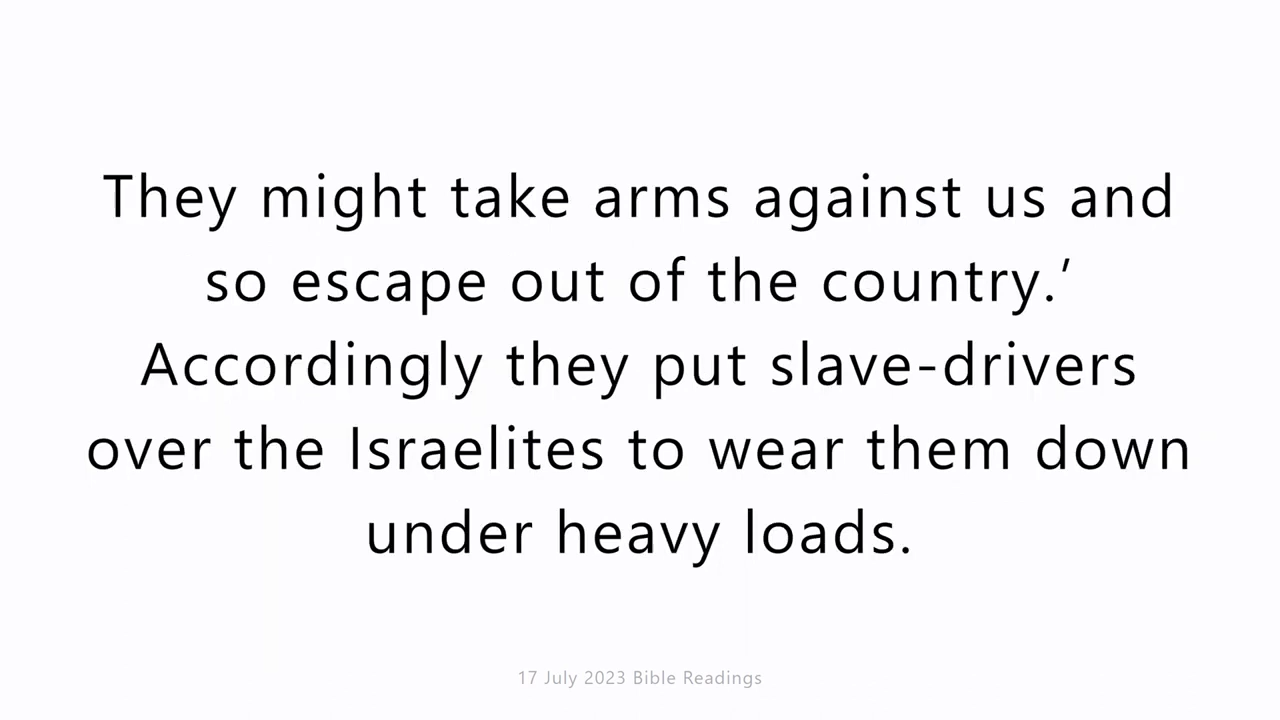 They might take arms against us and
so escape out of the country.’
Accordingly they put slave-drivers
over the Israelites to wear them down
under heavy loads.
17 July 2023 Bible Readings